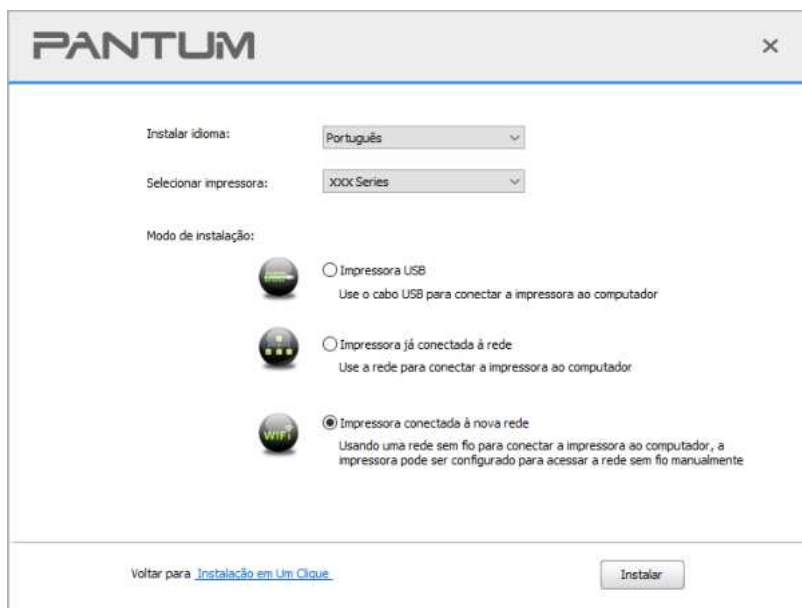 PANTUM
Instalar idioma:
Português
Selecionar impressora:
XXX Series
Modo de instalação:
Impressora USB
Use o cabo USB para conectar a impressora ao computador
Impressora já conectada à rede
Use a rede para conectar a impressora ao computador
WiFi
Impressora conectada à nova rede
Usando uma rede sem fio para conectar a impressora ao computador, a
impressora pode ser configurado para acessar a rede sem fio manualmente
Voltar para Instalação em Um Clique
Instalar